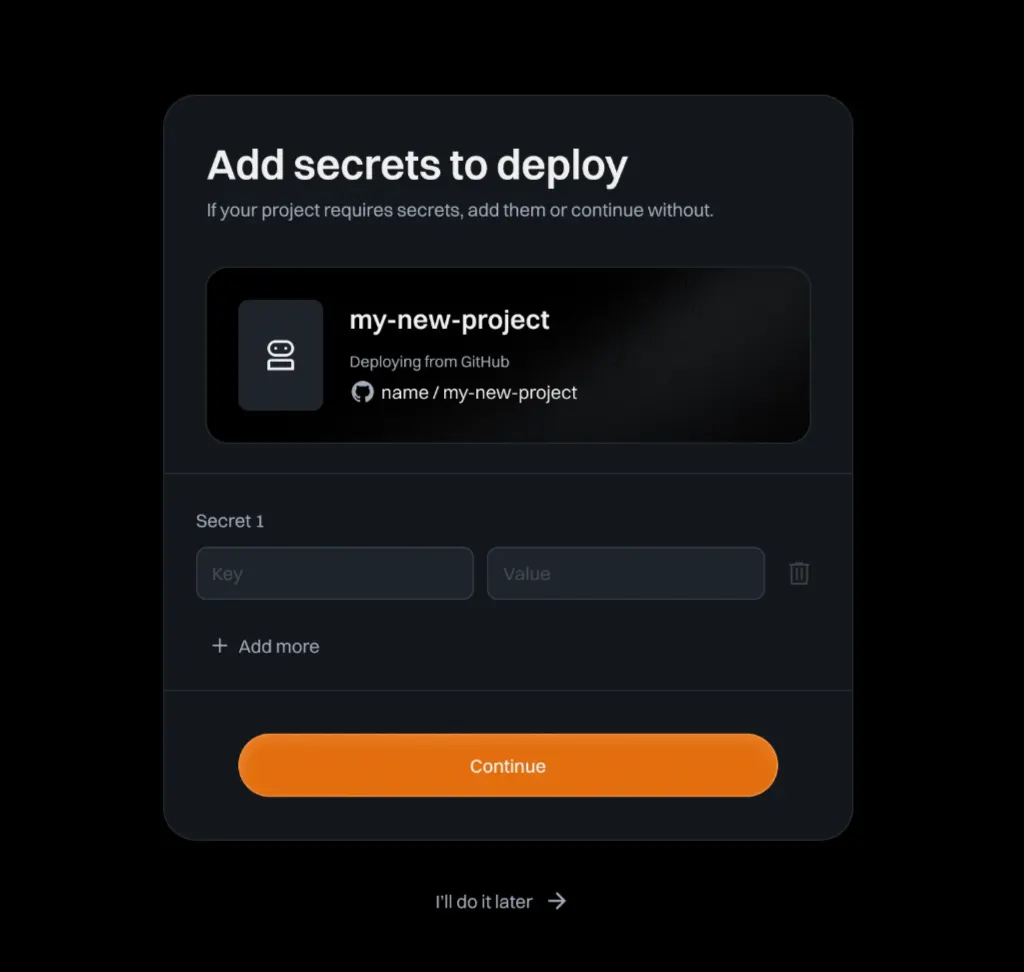 Add secrets to deploy
If your project requires secrets, add them or continue without.
my-new-project
Deploying from GitHub
name / my-new-project
Secret 1
Key Value
+ Add more
Continue
I'll do it later →